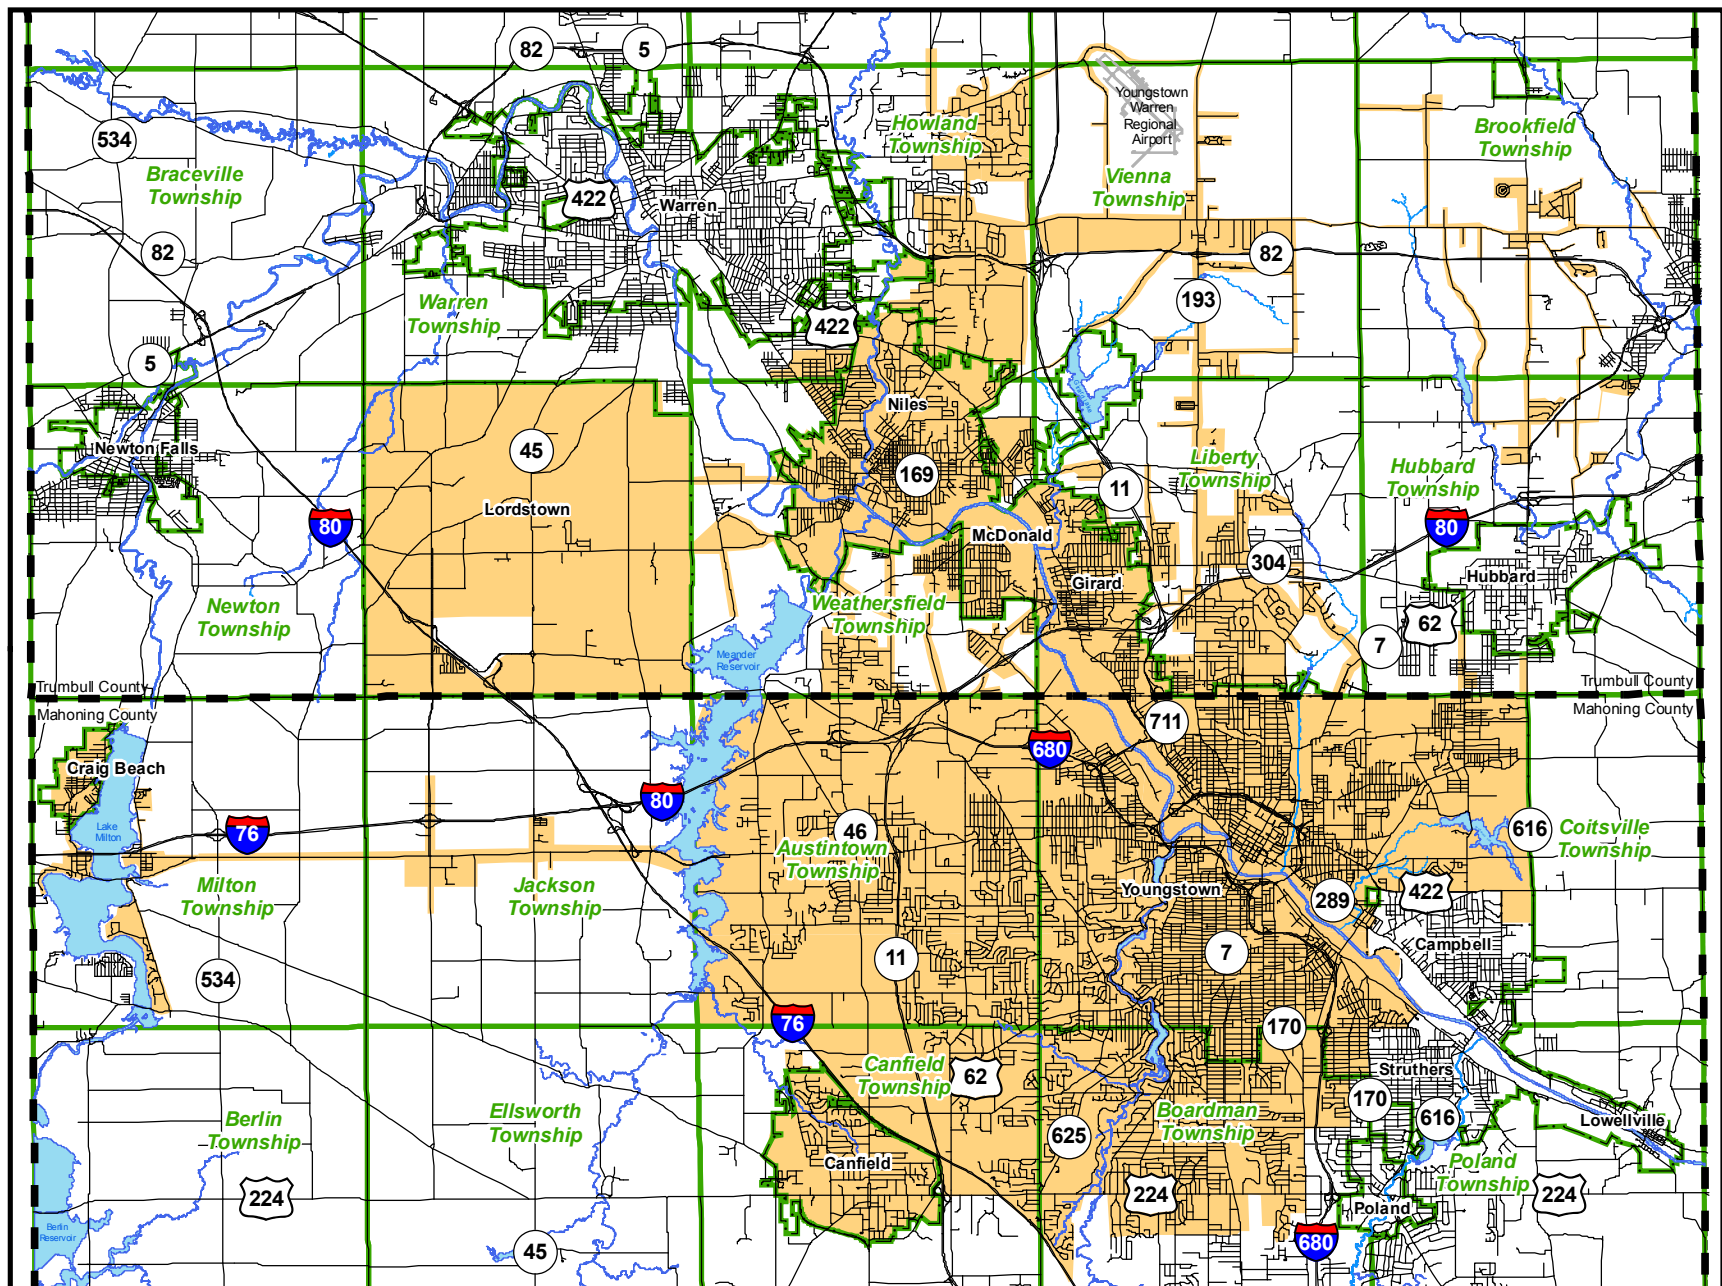 82
5
Youngstown
Warren
Regional
Airport
534
Howland
Township
Brookfield
Township
Braceville
Township
Vienna
Township
422
Warren
82
82
193
Warren
Township
422
5
Niles
Newton Falls
45
169
Liberty
Township
Hubbard
Township
11
Lordstown
80
80
McDonald
304
Hubbard
Girard
Newton
Township
Weathersfield
Township
62
7
Meander
Reservoir
Trumbull County
Trumbull County
Mahoning County
Mahoning County
711
680
Craig Beach
80
Lake
Milton
76
46
616
Coitsville
Township
Austintown
Township
Milton
Township
Jackson
Township
Youngstown
289
422
Campbell
11
7
534
76
170
Canfield
Township
62
Struthers
170
Ellsworth
Township
Boardman
Township
616
Lowellville
Berlin
Township
625
Canfield
Poland
Township
224
224
224
Poland
Berlin
Reservoir
45
680